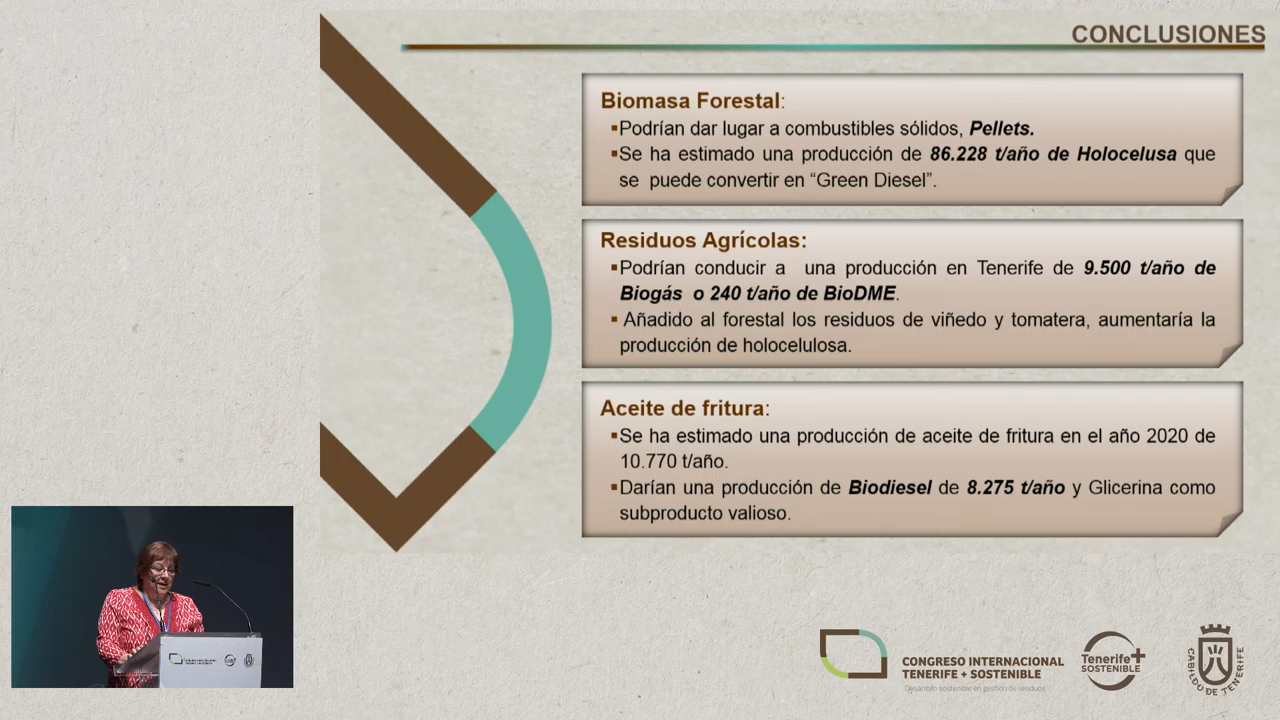 CONCLUSIONES
Biomasa Forestal:
▪Podrían dar lugar a combustibles sólidos, Pellets.
▪Se ha estimado una producción de 86.228 t/año de Holocelusa que
se puede convertir en “Green Diesel”.
Residuos Agrícolas:
▪Podrían conducir a una producción en Tenerife de 9.500 t/año de
Biogás o 240 t/año de BioDME.
▪ Añadido al forestal los residuos de viñedo y tomatera, aumentaría la
producción de holocelulosa.
Aceite de fritura:
▪Se ha estimado una producción de aceite de fritura en el año 2020 de
10.770 t/año.
▪Darían una producción de Biodiesel de 8.275 t/año y Glicerina como
subproducto valioso.
CONGRESO INTERNACIONAL
TENERIFE + SOSTENIBLE
Desarrollo sostenible en gestión de residuos
Tenerife+
SOSTENIBLE
CABILDO DE TENERIFE